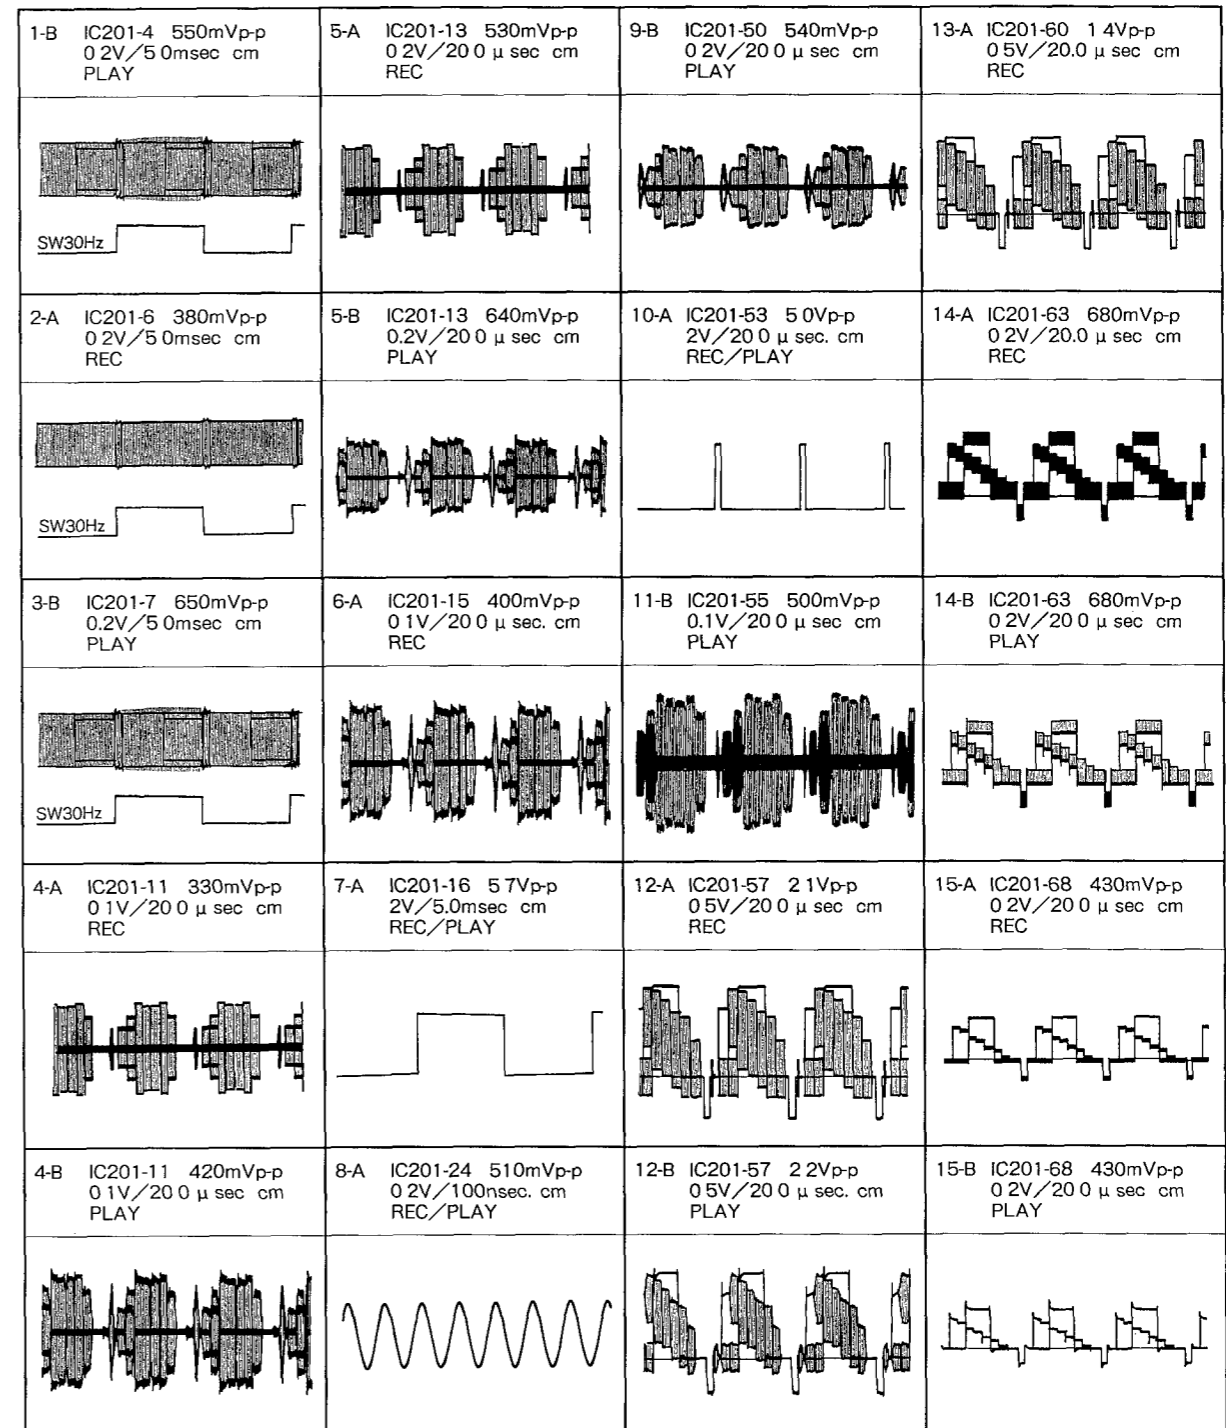 1-B IC201-4 550mVp-p
0 2V/5 0msec cm
PLAY
SW30Hz
2-A IC201-6 380mVp-p
0 2V/5 0msec cm
REC
SW30Hz
3-B IC201-7 650mVp-p
0.2V/5 0msec cm
PLAY
SW30Hz
4-A IC201-11 330mVp-p
0 1V/20 0 μ sec cm
REC
4-B IC201-11 420mVp-p
0 1V/20 0 μ sec cm
PLAY
5-A IC201-13 530mVp-p
0 2V/20 0 μ sec cm
REC
5-B IC201-13 640mVp-p
0.2V/20 0 μ sec cm
PLAY
6-A IC201-15 400mVp-p
0 1V/20 0 μ sec. cm
REC
7-A IC201-16 5 7Vp-p
2V/5.0msec cm
REC/PLAY
8-A IC201-24 510mVp-p
0 2V/100nsec. cm
REC/PLAY
9-B IC201-50 540mVp-p
0 2V/20 0 μ sec cm
PLAY
10-A IC201-53 5 0Vp-p
2V/20 0 μ sec. cm
REC/PLAY
11-B IC201-55 500mVp-p
0.1V/20 0 μ sec cm
PLAY
12-A IC201-57 2 1Vp-p
0 5V/20 0 μ sec cm
REC
12-B IC201-57 2 2Vp-p
0 5V/20 0 μ sec. cm
PLAY
13-A IC201-60 1 4Vp-p
0 5V/20.0 μ sec cm
REC
14-A IC201-63 680mVp-p
0 2V/20.0 μ sec cm
REC
14-B IC201-63 680mVp-p
0 2V/20 0 μ sec cm
PLAY
15-A IC201-68 430mVp-p
0 2V/20 0 μ sec cm
REC
15-B IC201-68 430mVp-p
0 2V/20 0 μ sec cm
PLAY